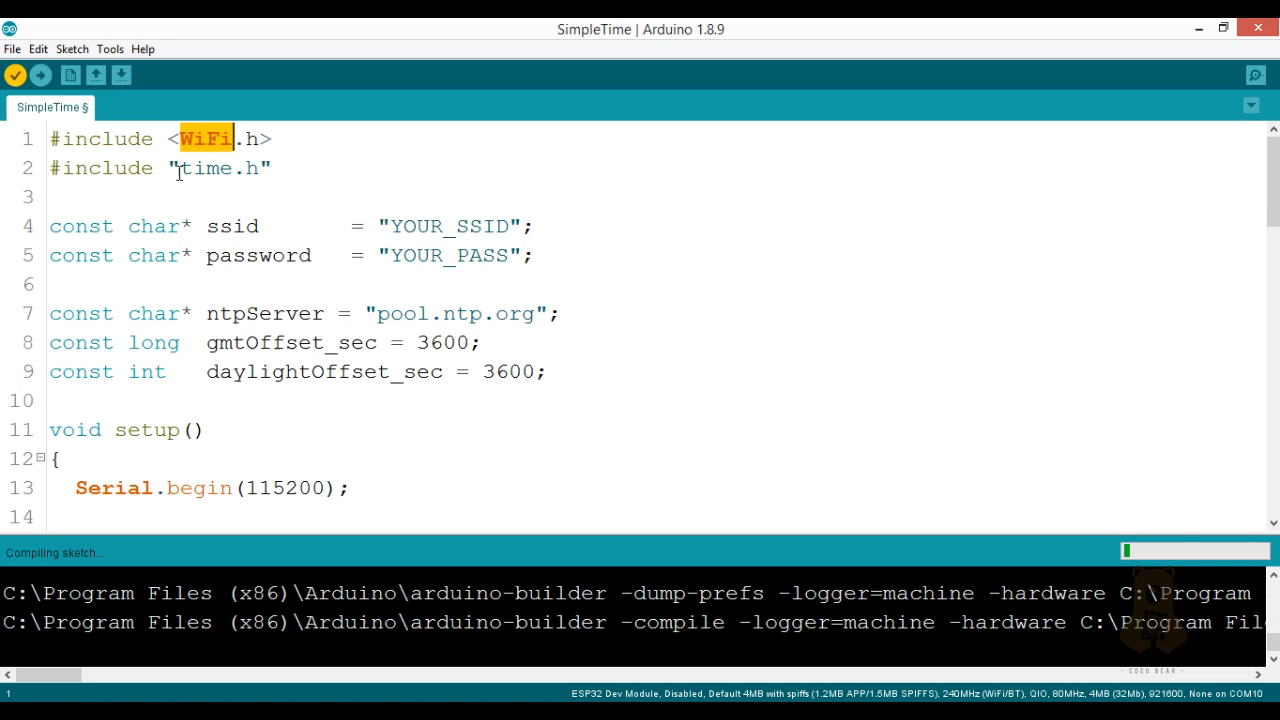 SimpleTime | Arduino 1.8.9
File Edit Sketch Tools Help
SimpleTime §
1 #include <WiFi.h>
2 #include "time.h"
3
4 const char* ssid       = "YOUR_SSID";
5 const char* password   = "YOUR_PASS";
6
7 const char* ntpServer = "pool.ntp.org";
8 const long  gmtOffset_sec = 3600;
9 const int   daylightOffset_sec = 3600;
10
11 void setup()
12 {
13   Serial.begin(115200);
14
Compiling sketch...
C:\Program Files (x86)\Arduino\arduino-builder -dump-prefs -logger=machine -hardware C:\Program
C:\Program Files (x86)\Arduino\arduino-builder -compile -logger=machine -hardware C:\Program Fil
- COCO BEAR -
1 ESP32 Dev Module, Disabled, Default 4MB with spiffs (1.2MB APP/1.5MB SPIFFS), 240MHz (WiFi/BT), QIO, 80MHz, 4MB (32Mb), 921600, None on COM10